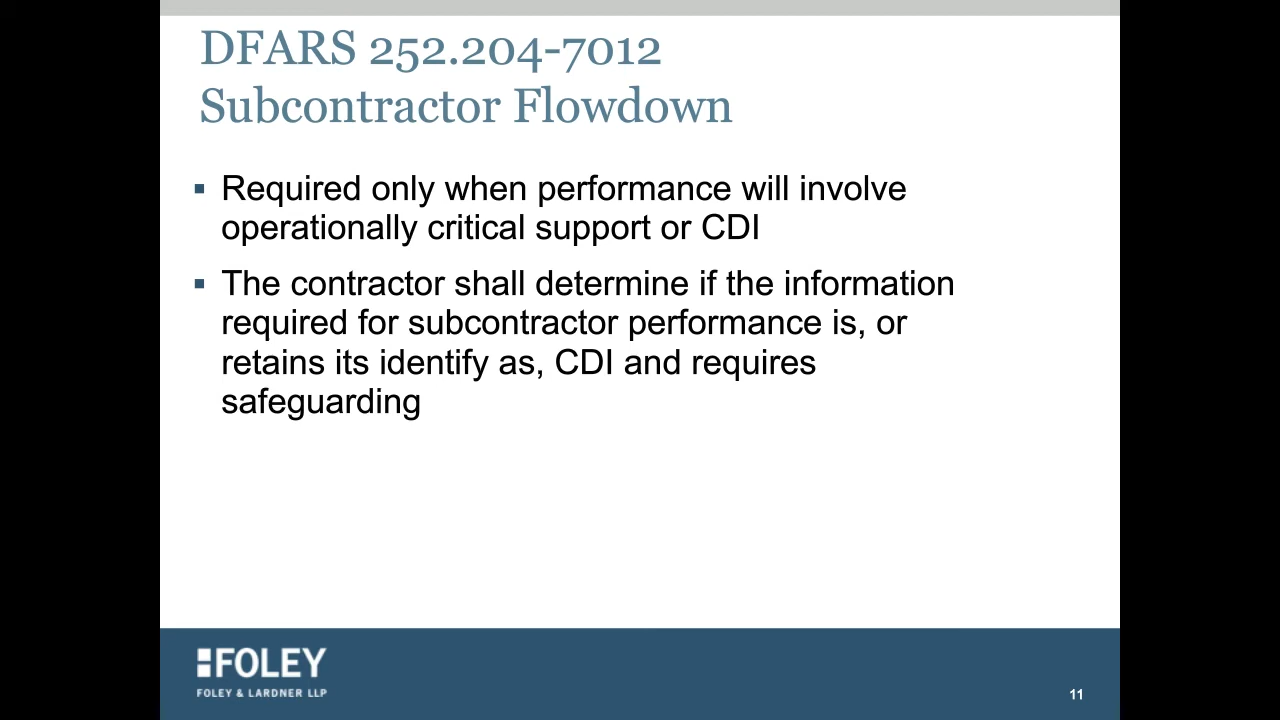 DFARS 252.204-7012
Subcontractor Flowdown
▪ Required only when performance will involve
operationally critical support or CDI
▪ The contractor shall determine if the information
required for subcontractor performance is, or
retains its identify as, CDI and requires
safeguarding
FOLEY
FOLEY & LARDNER LLP
11